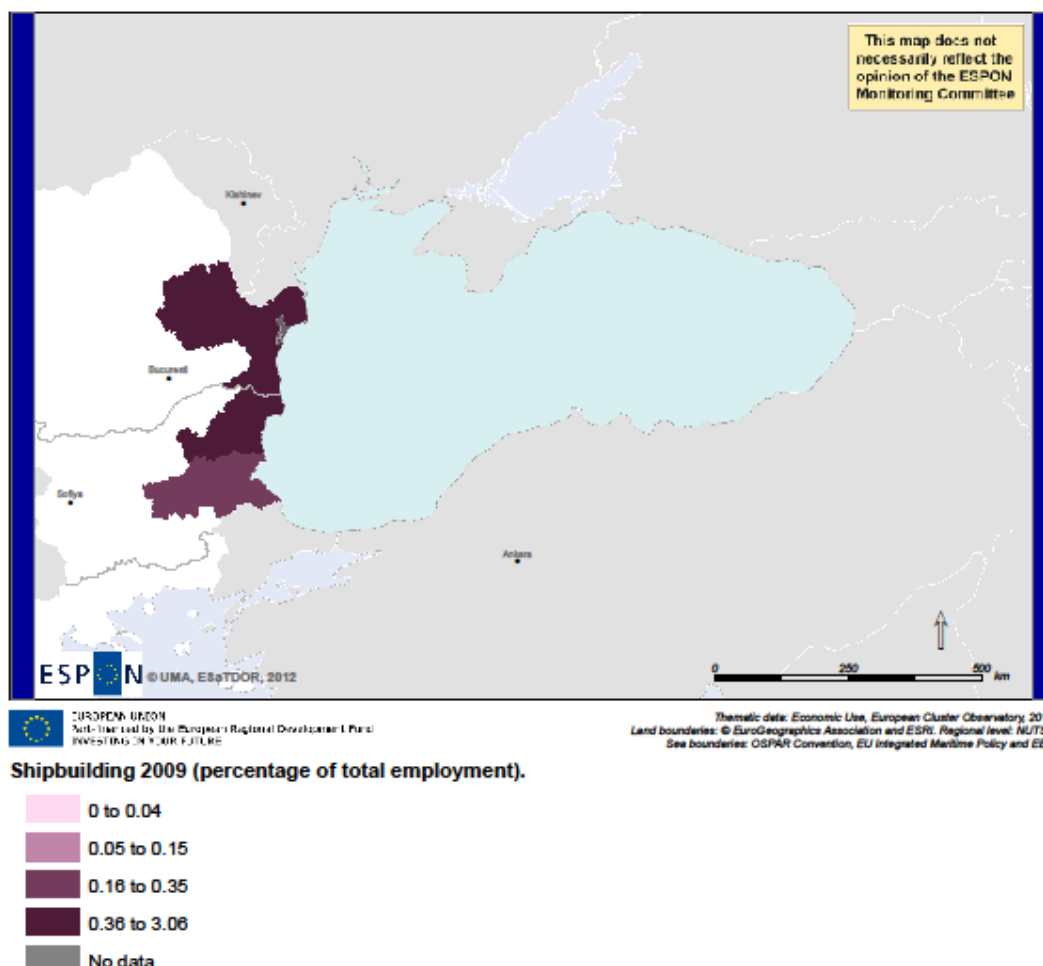 This map does not
necessarily reflect the
opinion of the ESPON
Monitoring Committee
Kishinev
Bucuresti
Sofiya
Ankara
0 250 500
km
ESPON © UMA, ESaTDOR, 2012
EUROPEAN UNION
Part-financed by the European Regional Development Fund
INVESTING IN YOUR FUTURE
Thematic data: Economic Use, European Cluster Observatory, 20
Land boundaries: © EuroGeographics Association and ESRI. Regional level: NUTS
Sea boundaries: OSPAR Convention, EU Integrated Maritime Policy and EE
Shipbuilding 2009 (percentage of total employment).
0 to 0.04
0.05 to 0.15
0.16 to 0.35
0.36 to 3.06
No data